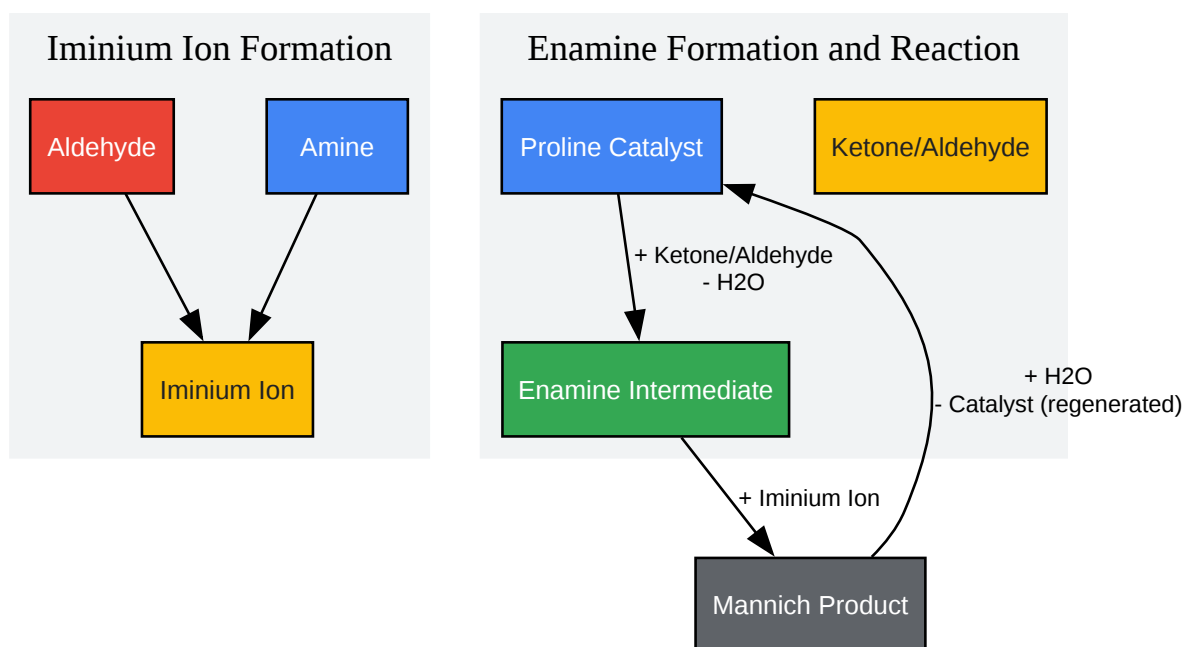 Iminium Ion Formation
Enamine Formation and Reaction
Aldehyde
Amine
Proline Catalyst
Ketone/Aldehyde
+ Ketone/Aldehyde
- H2O
Iminium Ion
Enamine Intermediate
+ H2O
- Catalyst (regenerated)
+ Iminium Ion
Mannich Product